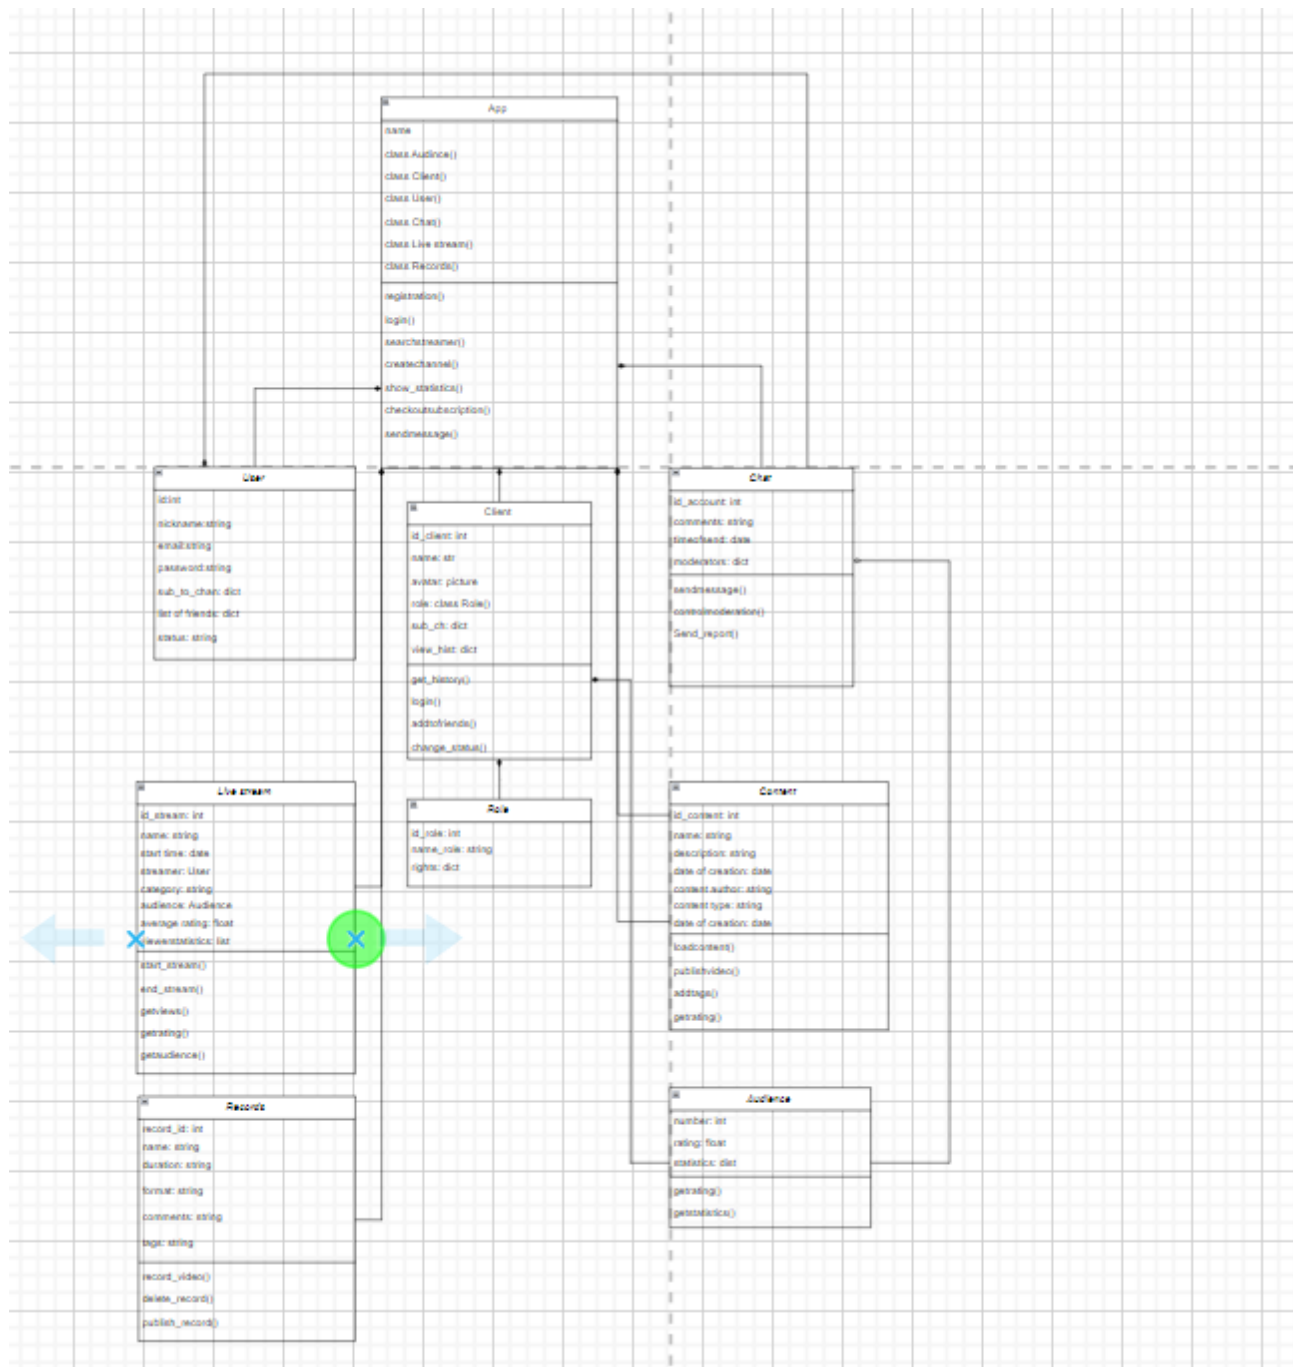 App
name
class Audince()
class Client()
class User()
class Chat()
class Live stream()
class Records()
registration()
login()
searchstreamer()
createchannel()
show_statistics()
checkoutsubscription()
sendmessage()
User
id:int
nickname:string
email:string
password:string
sub_to_chan: dict
list of friends: dict
status: string
Client
id_client: int
name: str
avatar: picture
role: class Role()
sub_ch: dict
view_hist: dict
get_history()
login()
addtofriends()
change_status()
Chat
id_account: int
comments: string
timeofsend: date
moderators: dict
sendmessage()
controlmoderation()
Send_report()
Live stream
id_stream: int
name: string
start time: date
streamer: User
category: string
audience: Audience
average rating: float
viewerstatistics: list
start_stream()
end_stream()
getviews()
getrating()
getaudience()
Role
id_role: int
name_role: string
rights: dict
Content
id_content: int
name: string
description: string
date of creation: date
content author: string
content type: string
date of creation: date
loadcontent()
publishvideo()
addtags()
getrating()
Records
record_id: int
name: string
duration: string
format: string
comments: string
tags: string
record_video()
delete_record()
publish_record()
Audience
number: int
rating: float
statistics: dict
getrating()
getstatistics()